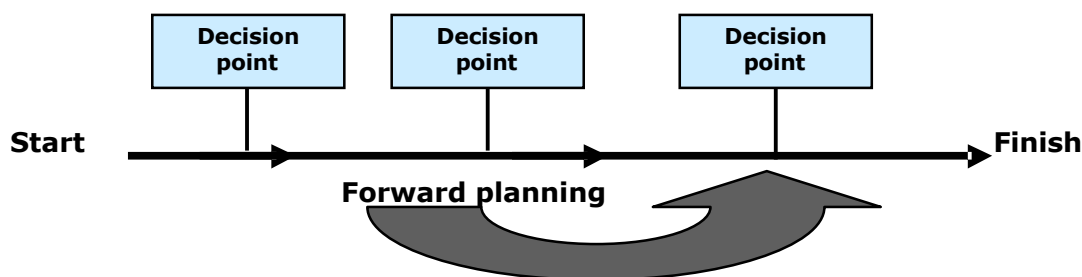 Decision
point
Decision
point
Decision
point
Start
Finish
Forward planning